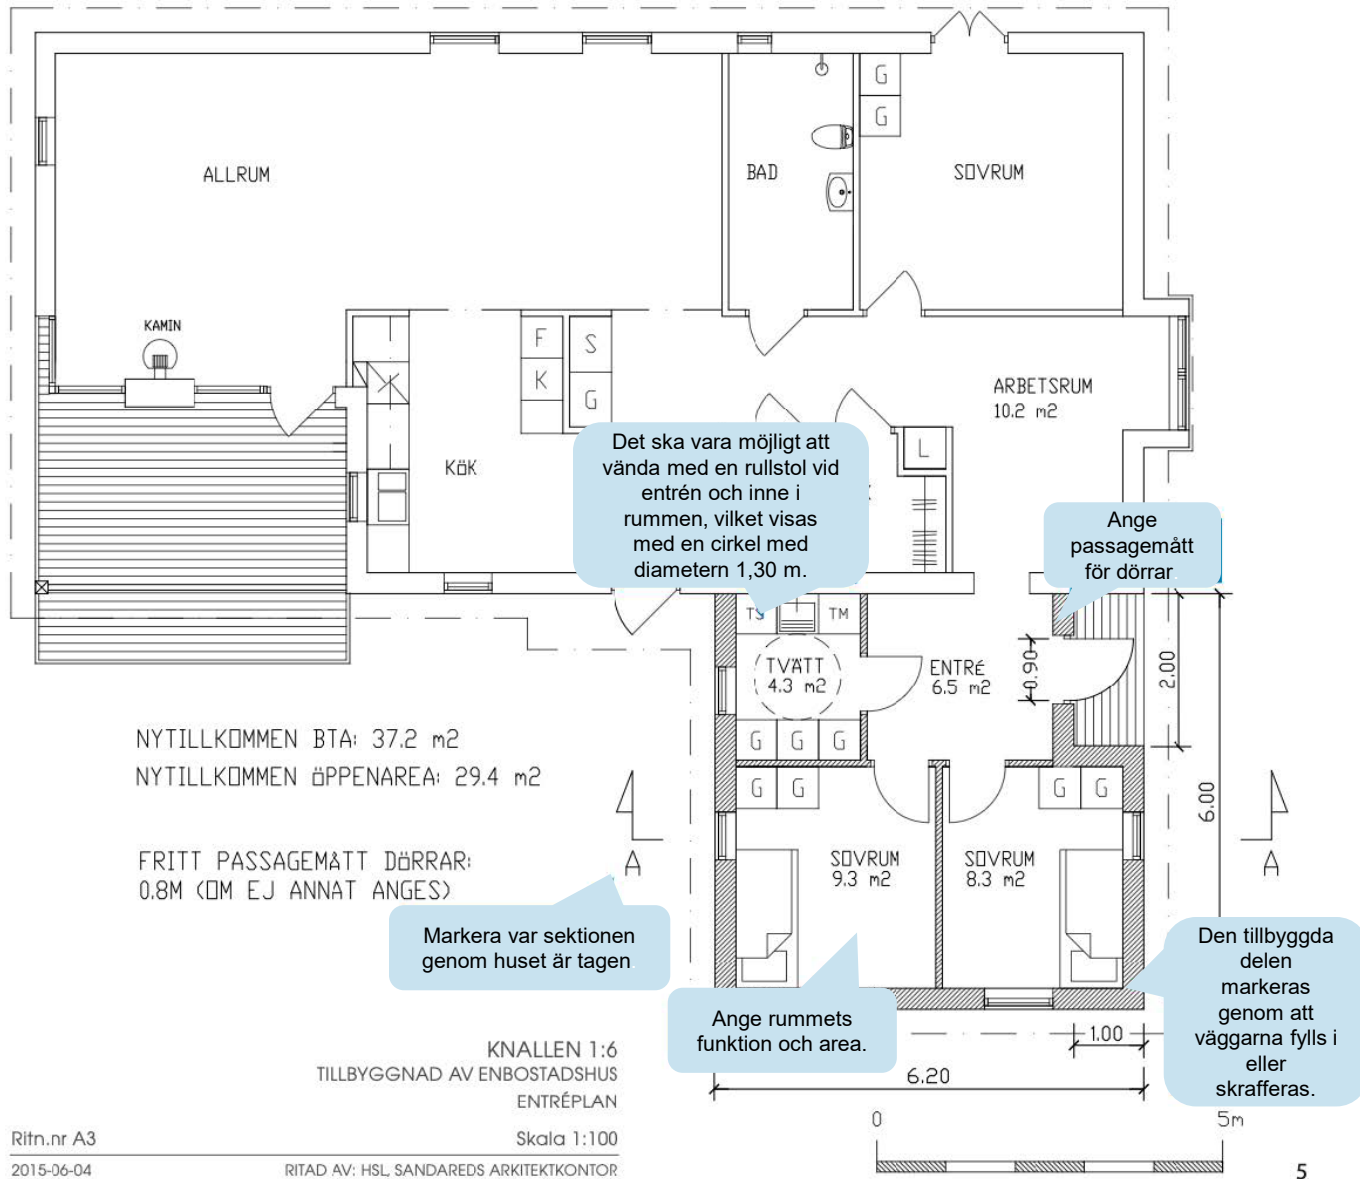 G
G
ALLRUM
BAD
SOVRUM
KAMIN
F
S
K
G
ARBETSRUM
10.2 m2
KÖK
L
Det ska vara möjligt att
vända med en rullstol vid
entrén och inne i
rummen, vilket visas
med en cirkel med
diametern 1,30 m.
Ange
passagemått
för dörrar
TS
TM
TVÄTT
4.3 m2
ENTRÉ
6.5 m2
0.90
2.00
G G G
NYTILLKOMMEN BTA: 37.2 m2
NYTILLKOMMEN ÖPPENAREA: 29.4 m2
G G
G G
6.00
FRITT PASSAGEMÅTT DÖRRAR:
0.8M (OM EJ ANNAT ANGES)
A
A
SOVRUM
9.3 m2
SOVRUM
8.3 m2
Markera var sektionen
genom huset är tagen
Ange rummets
funktion och area.
Den tillbyggda
delen
markeras
genom att
väggarna fylls i
eller
skrafferas.
1.00
6.20
KNALLEN 1:6
TILLBYGGNAD AV ENBOSTADSHUS
ENTRÉPLAN
Ritn.nr A3
Skala 1:100
2015-06-04
RITAD AV: HSL, SANDAREDS ARKITEKTKONTOR
0
5m
5